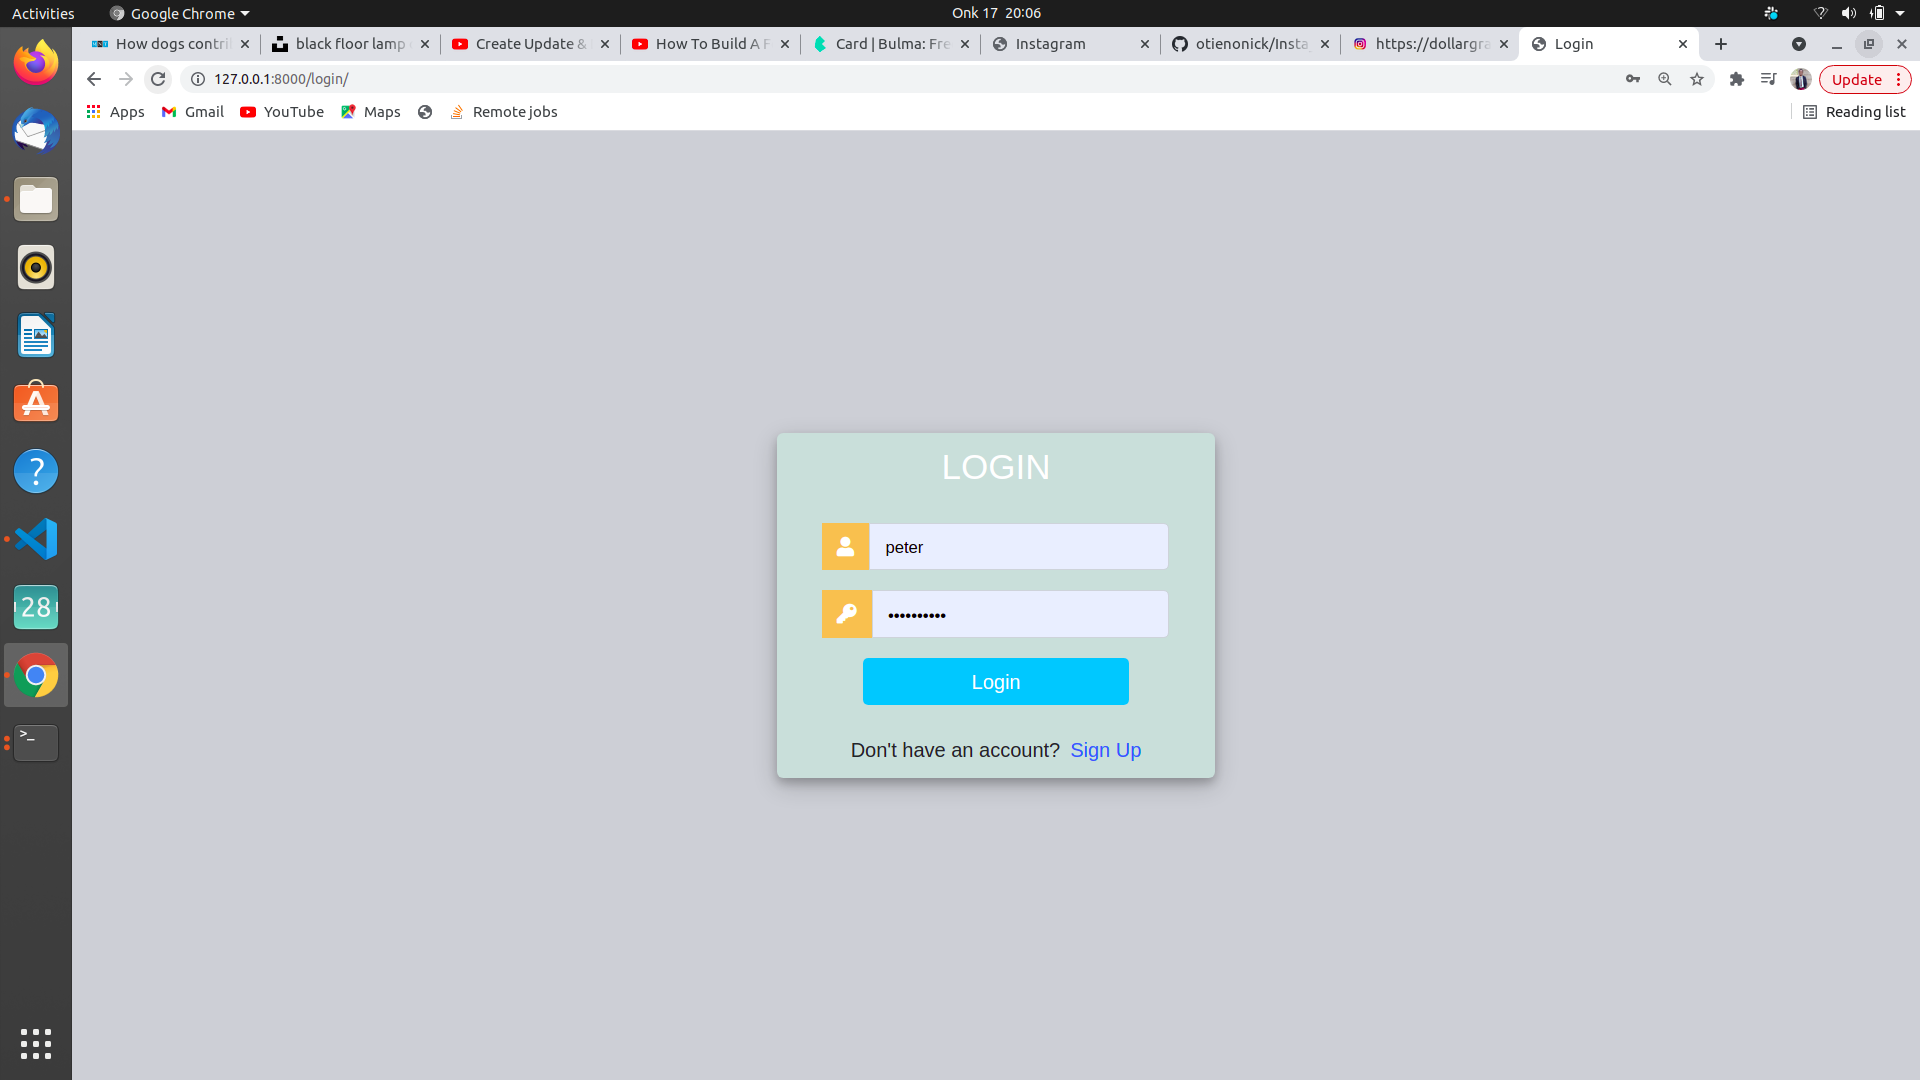 Activities Google Chrome Onk 17 20:06
How dogs contri black floor lamp Create Update & How To Build A F Card | Bulma: Fre Instagram otienonick/Insta https://dollargra Login
127.0.0.1:8000/login/ Update
Apps Gmail YouTube Maps Remote jobs Reading list
LOGIN
peter
••••••••••
Login
Don't have an account? Sign Up
28
>_